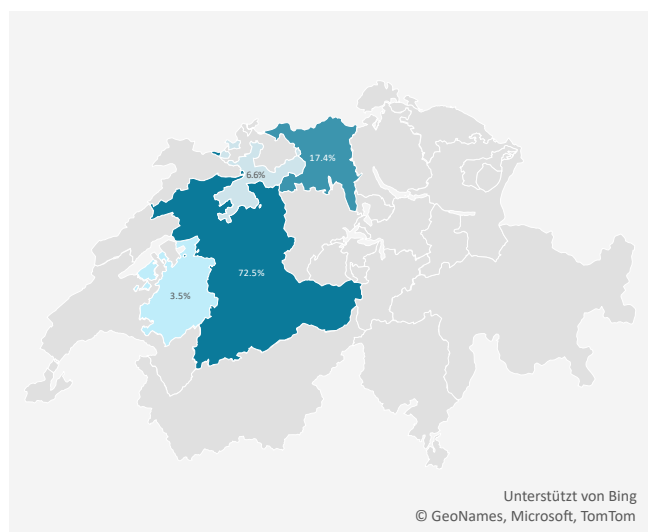 17.4%
6.6%
72.5%
3.5%
Unterstützt von Bing
© GeoNames, Microsoft, TomTom